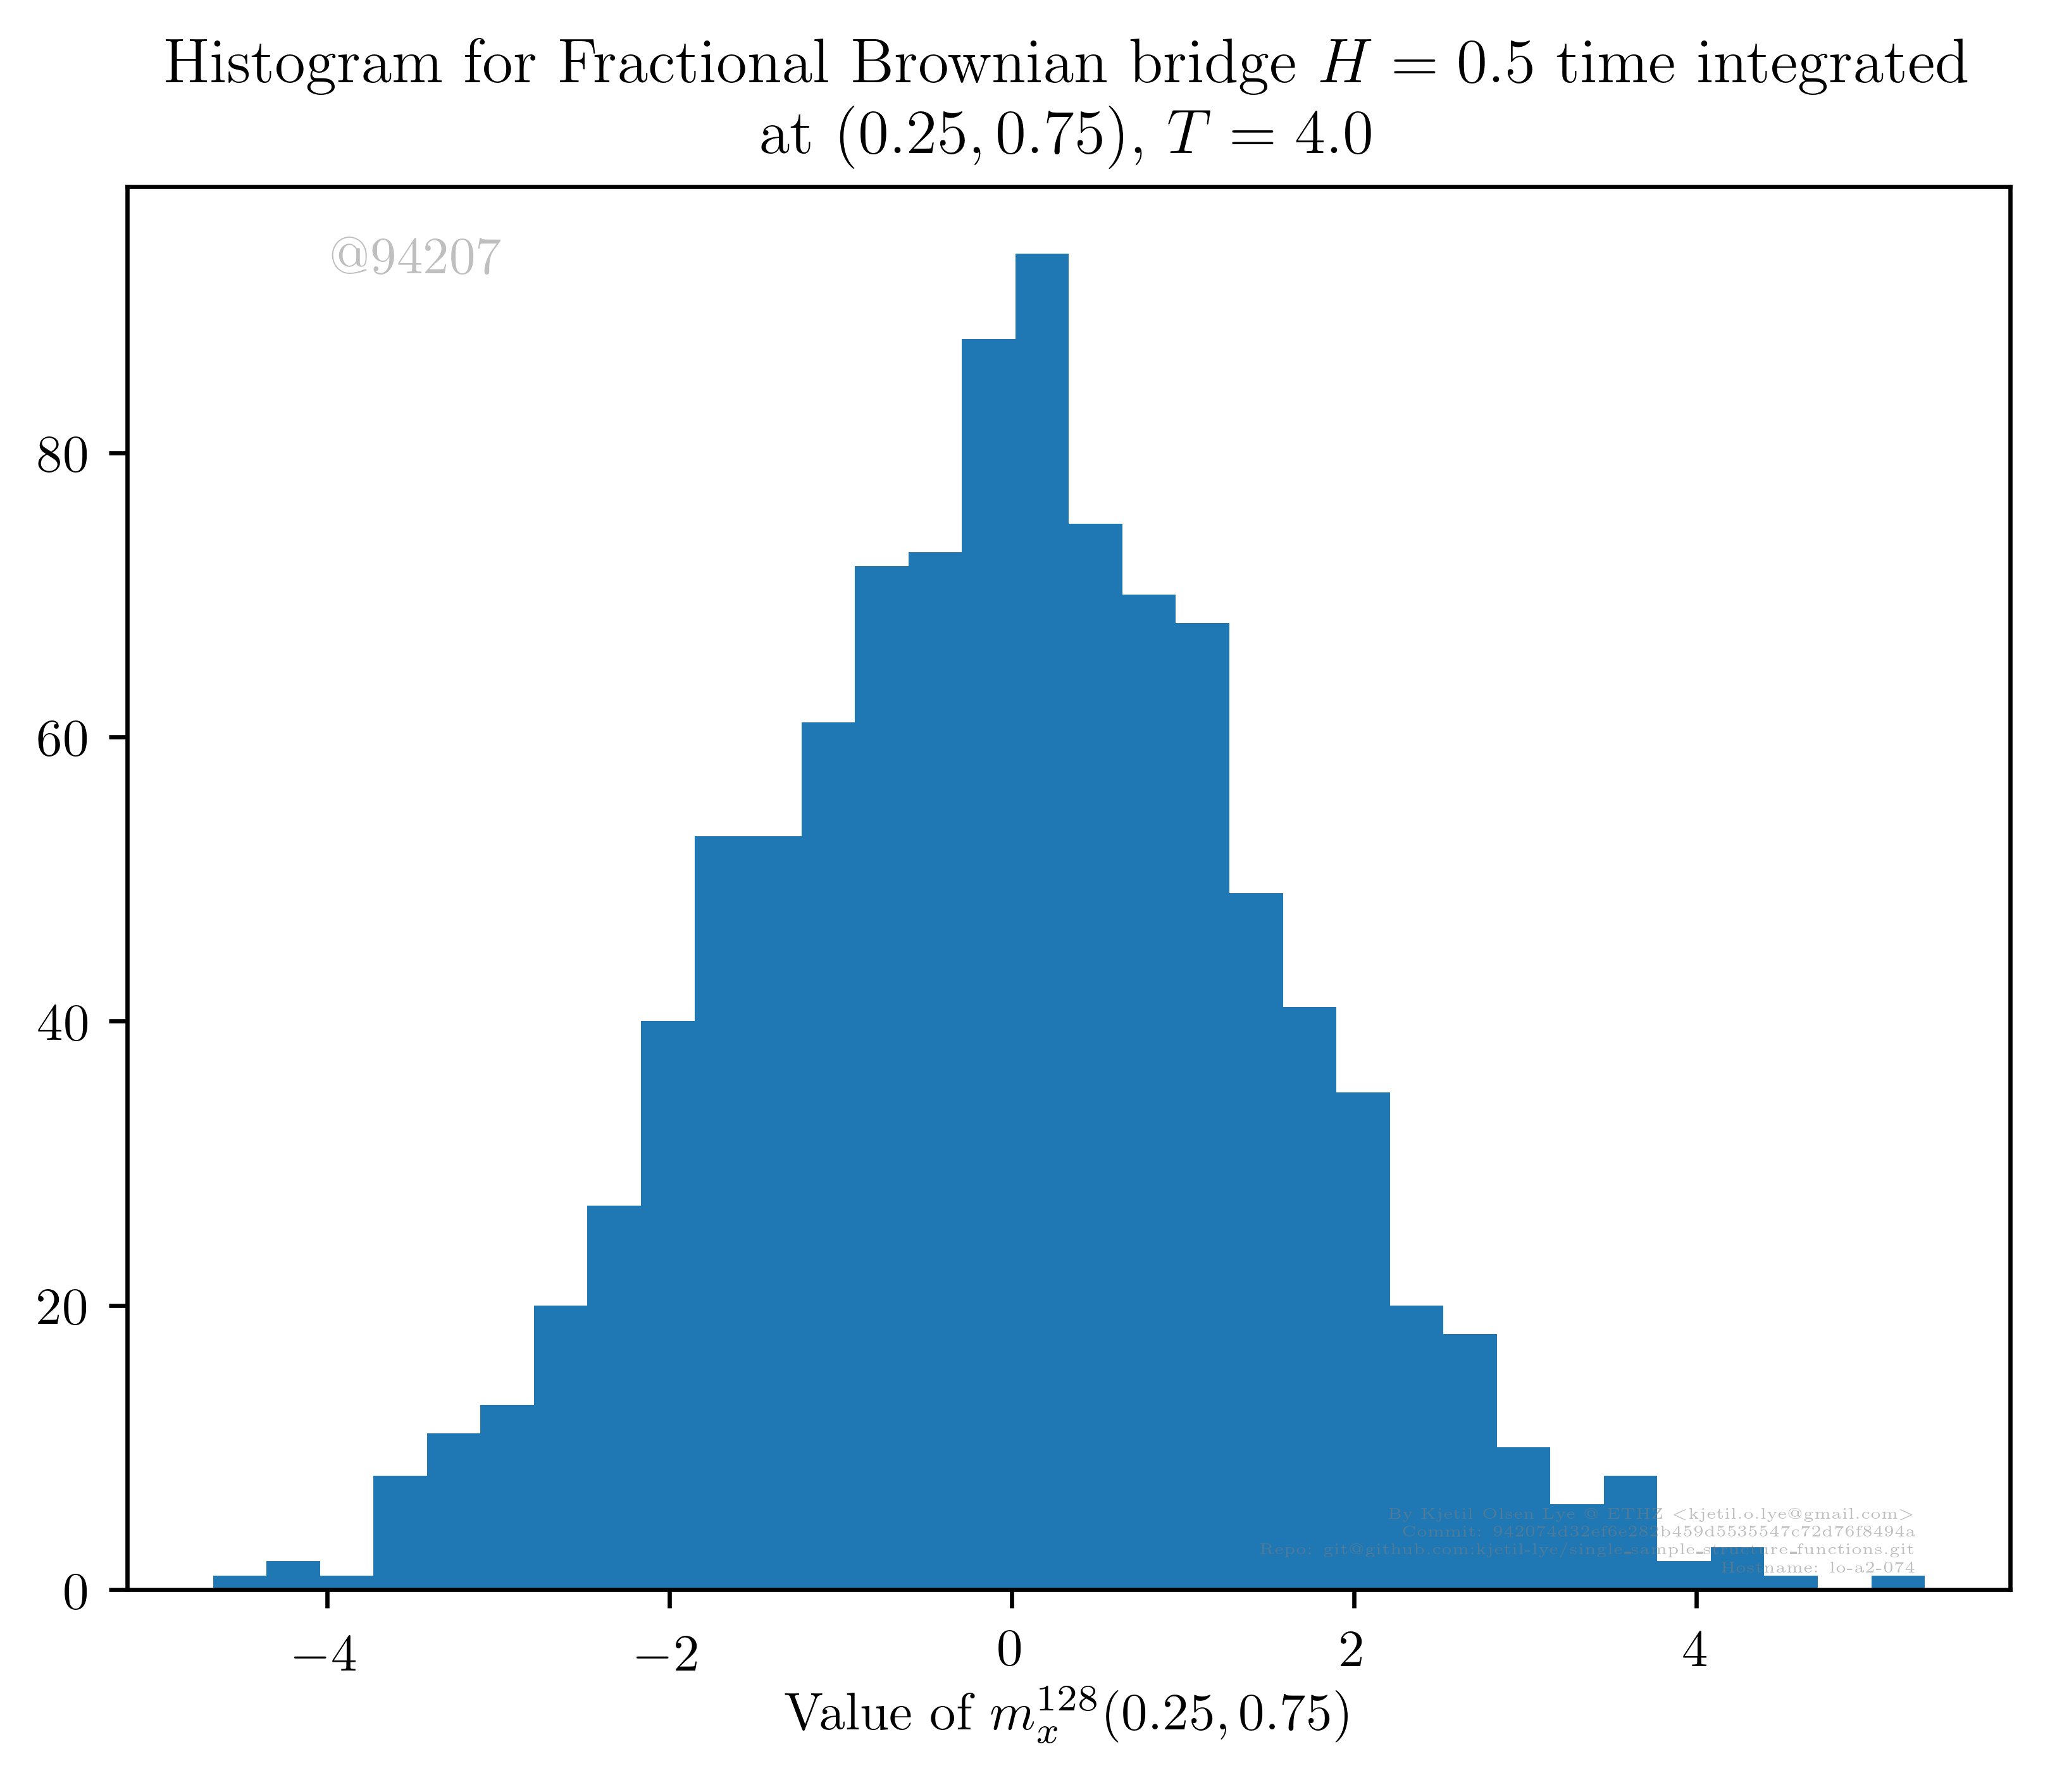 Histogram for Fractional Brownian bridge H = 0.5 time integrated
at (0.25,0.75), T = 4.0
@94207
80
60
40
20
0
−4 −2 0 2 4
Value of m_x^{128}(0.25,0.75)
By Kjetil Olsen Lye @ ETHZ <kjetil.o.lye@gmail.com>
Commit: 942074d32ef6e282b459d5535547c72d76f8494a
Repo: git@github.com:kjetil-lye/single_sample_structure_functions.git
Hostname: lo-a2-074